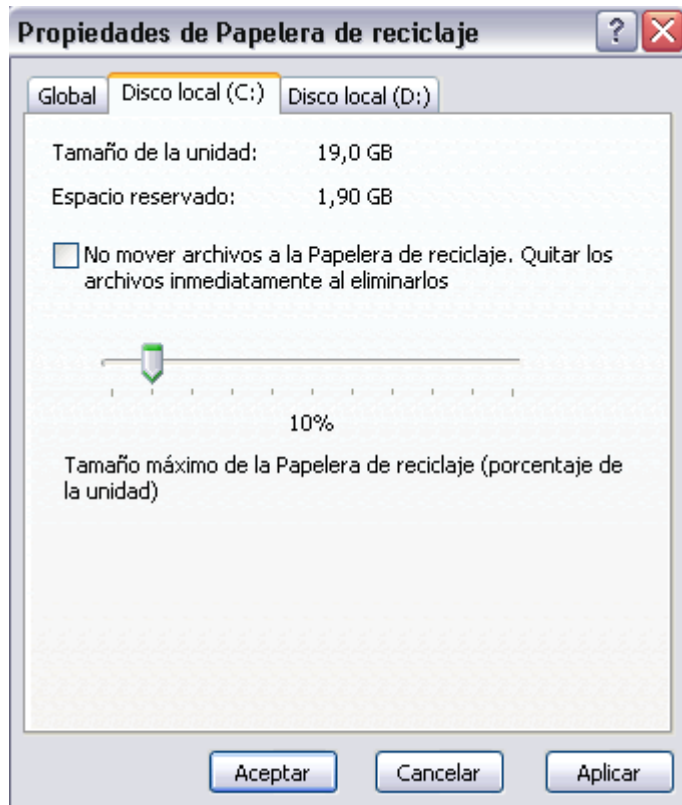 Propiedades de Papelera de reciclaje
Global Disco local (C:) Disco local (D:)
Tamaño de la unidad: 19,0 GB
Espacio reservado: 1,90 GB
No mover archivos a la Papelera de reciclaje. Quitar los
archivos inmediatamente al eliminarlos
10%
Tamaño máximo de la Papelera de reciclaje (porcentaje de
la unidad)
Aceptar Cancelar Aplicar